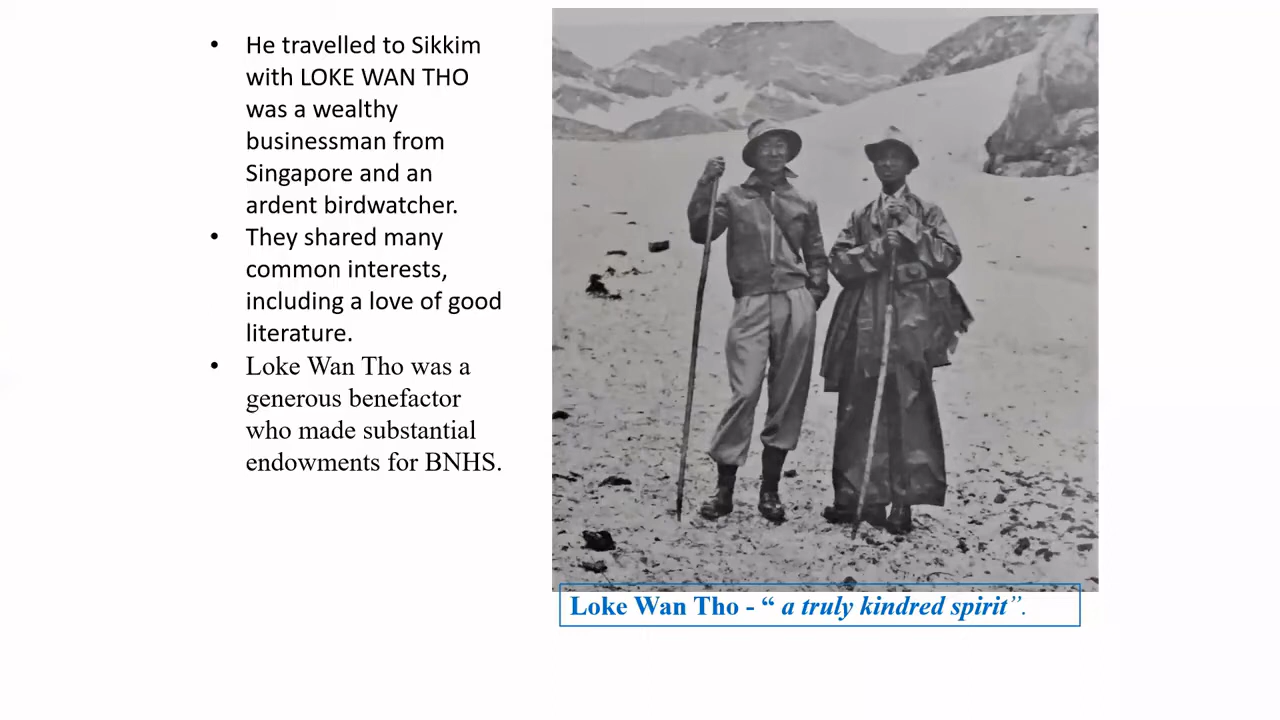 • He travelled to Sikkim
with LOKE WAN THO
was a wealthy
businessman from
Singapore and an
ardent birdwatcher.
• They shared many
common interests,
including a love of good
literature.
• Loke Wan Tho was a
generous benefactor
who made substantial
endowments for BNHS.
Loke Wan Tho - “ a truly kindred spirit”.